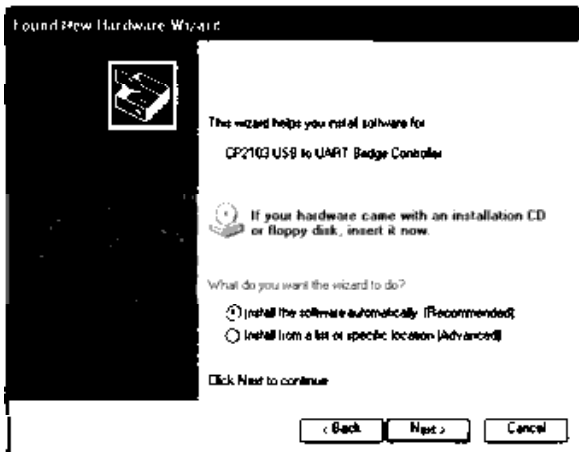 Found New Hardware Wizard
This wizard helps you install software for:
CP2103 USB to UART Bridge Controller
If your hardware came with an installation CD
or floppy disk, insert it now.
What do you want the wizard to do?
Install the software automatically (Recommended)
Install from a list or specific location (Advanced)
Click Next to continue
< Back
Next >
Cancel